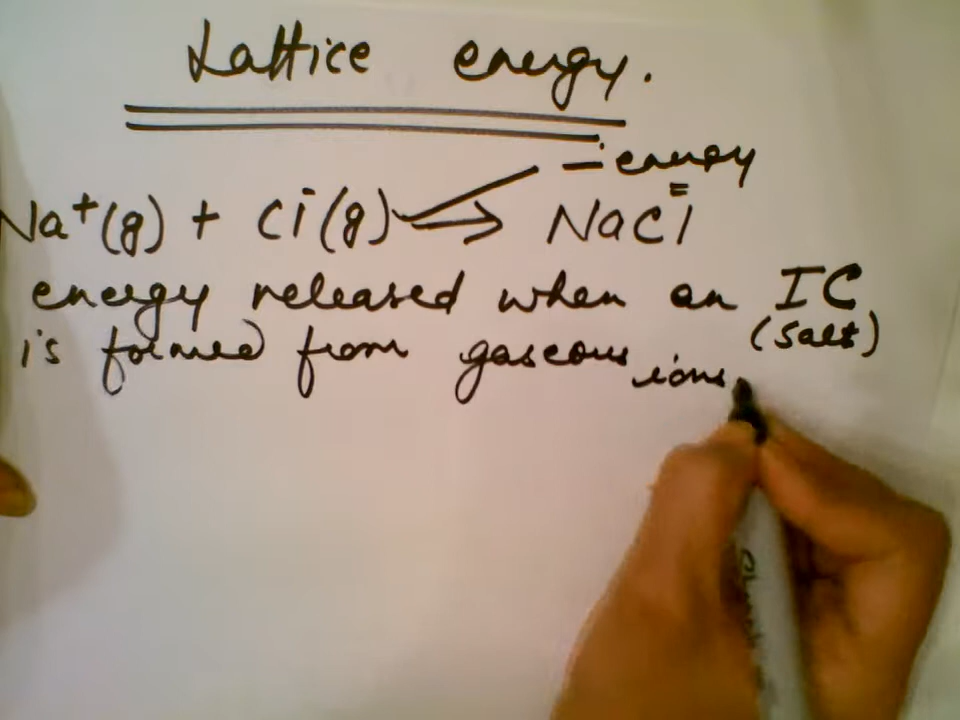 Lattice energy.
- energy
Na+(g) + Cl(g) → NaCl
energy released when an IC
(salt)
is formed from gaseous ions